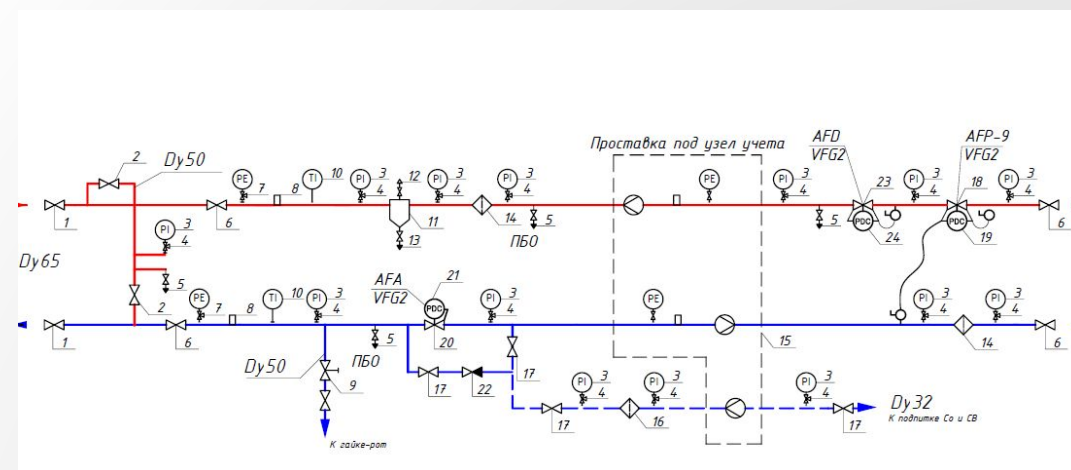 Проставка под узел учета
AFD
VFG2
AFP-9
VFG2
2
Dy50
PE
7
8
TI
10
PI
3
4
12
11
13
PI
3
4
14
PI
3
4
5
ПБО
PE
PI
3
4
5
23
PDC
24
PI
3
4
18
PDC
19
PI
3
4
6
1
6
PI
3
4
5
Dy65
2
1
6
PE
7
8
TI
10
PI
3
4
5
ПБО
AFA
VFG2
21
PDC
20
PI
3
4
PE
15
PI
3
4
14
PI
3
4
6
Dy50
9
17
22
17
17
PI
3
4
16
PI
3
4
PI
3
4
17
Dy32
К подпитке Со и СВ
К гайке-рот